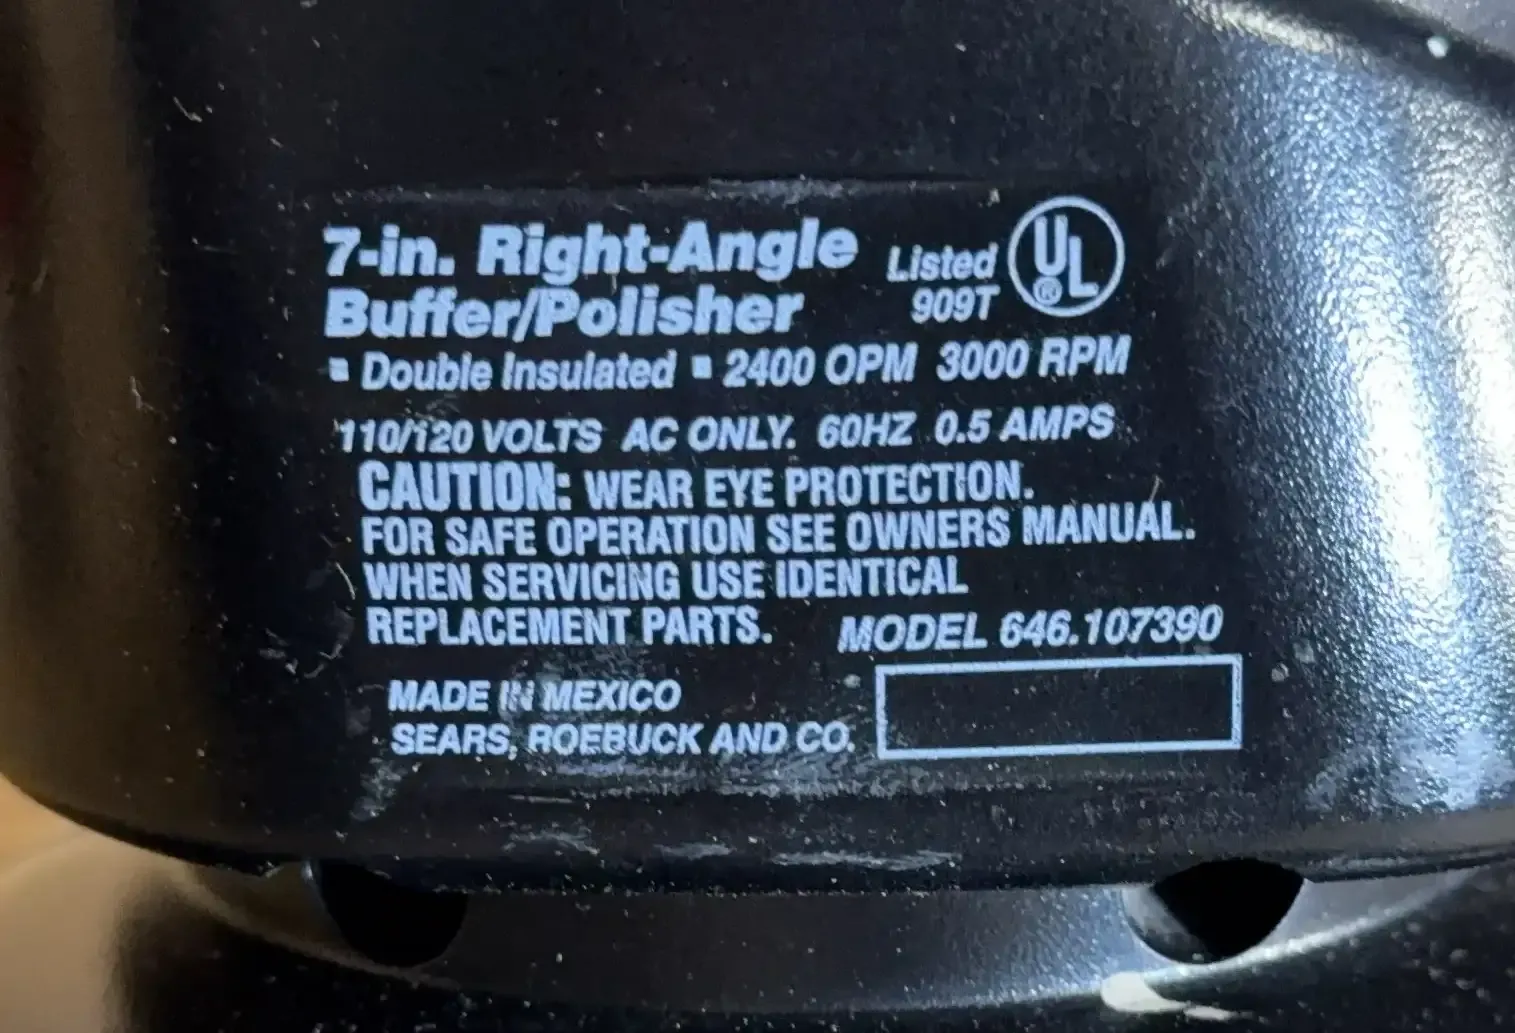 7-in. Right-Angle
Buffer/Polisher
Listed
909T
UL
®
▪ Double Insulated ▪ 2400 OPM 3000 RPM
110/120 VOLTS AC ONLY. 60HZ 0.5 AMPS
CAUTION: WEAR EYE PROTECTION.
FOR SAFE OPERATION SEE OWNERS MANUAL.
WHEN SERVICING USE IDENTICAL
REPLACEMENT PARTS.
MODEL 646.107390
MADE IN MEXICO
SEARS, ROEBUCK AND CO.